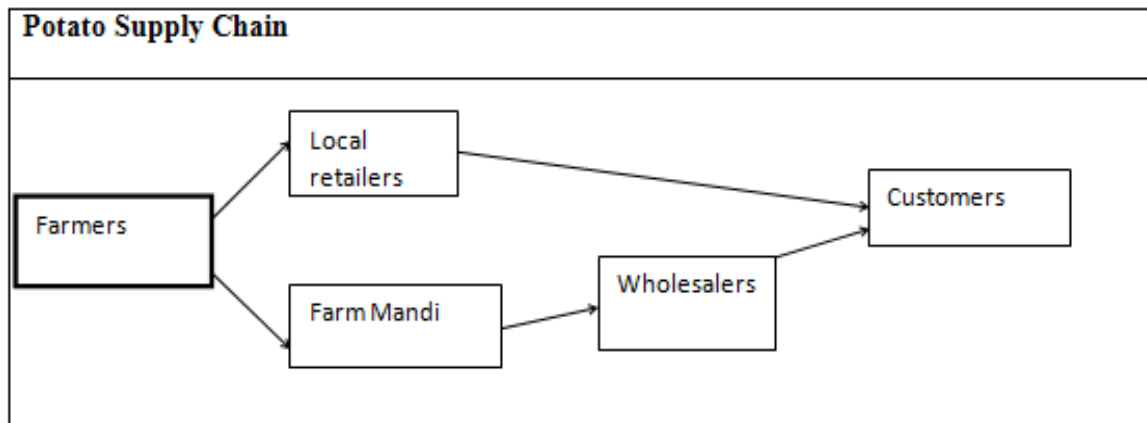 Potato Supply Chain
Local
retailers
Customers
Farmers
Wholesalers
Farm Mandi